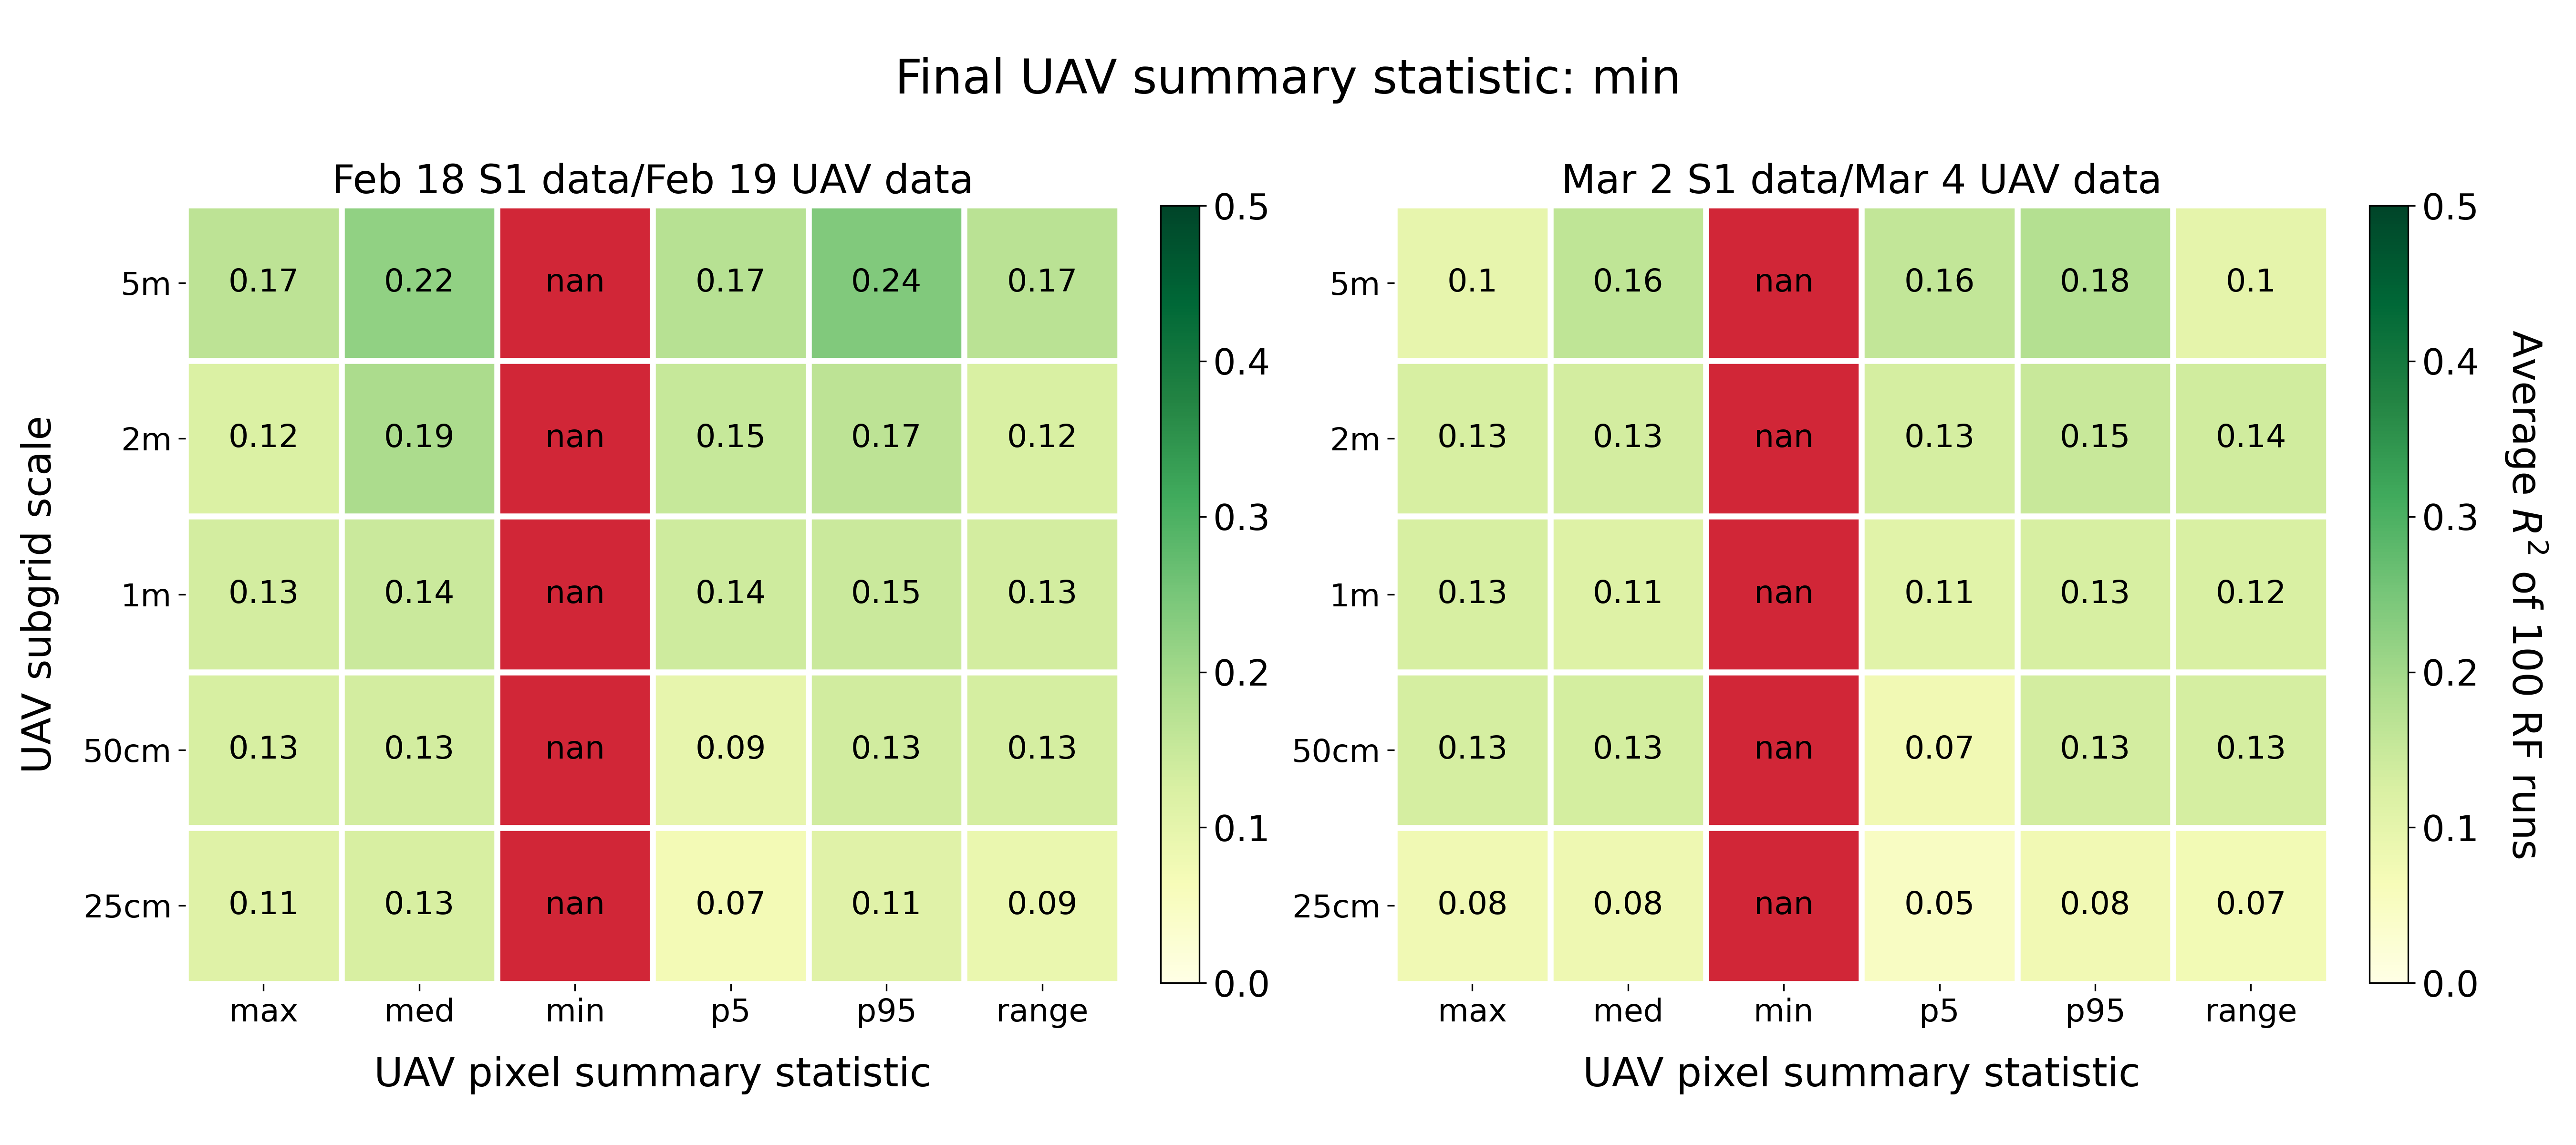 Final UAV summary statistic: min
Feb 18 S1 data/Feb 19 UAV data
UAV subgrid scale
5m 0.17 0.22 nan 0.17 0.24 0.17
2m 0.12 0.19 nan 0.15 0.17 0.12
1m 0.13 0.14 nan 0.14 0.15 0.13
50cm 0.13 0.13 nan 0.09 0.13 0.13
25cm 0.11 0.13 nan 0.07 0.11 0.09
max med min p5 p95 range
UAV pixel summary statistic
0.5
0.4
0.3
0.2
0.1
0.0
Mar 2 S1 data/Mar 4 UAV data
5m 0.1 0.16 nan 0.16 0.18 0.1
2m 0.13 0.13 nan 0.13 0.15 0.14
1m 0.13 0.11 nan 0.11 0.13 0.12
50cm 0.13 0.13 nan 0.07 0.13 0.13
25cm 0.08 0.08 nan 0.05 0.08 0.07
max med min p5 p95 range
UAV pixel summary statistic
0.5
0.4
0.3
0.2
0.1
0.0
Average R² of 100 RF runs